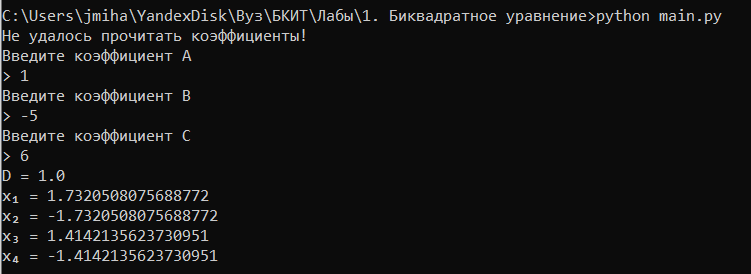 C:\Users\jmiha\YandexDisk\Вуз\БКИТ\Лабы\1. Биквадратное уравнение>python main.py
Не удалось прочитать коэффициенты!
Введите коэффициент A
> 1
Введите коэффициент B
> -5
Введите коэффициент C
> 6
D = 1.0
x₁ = 1.7320508075688772
x₂ = -1.7320508075688772
x₃ = 1.4142135623730951
x₄ = -1.4142135623730951